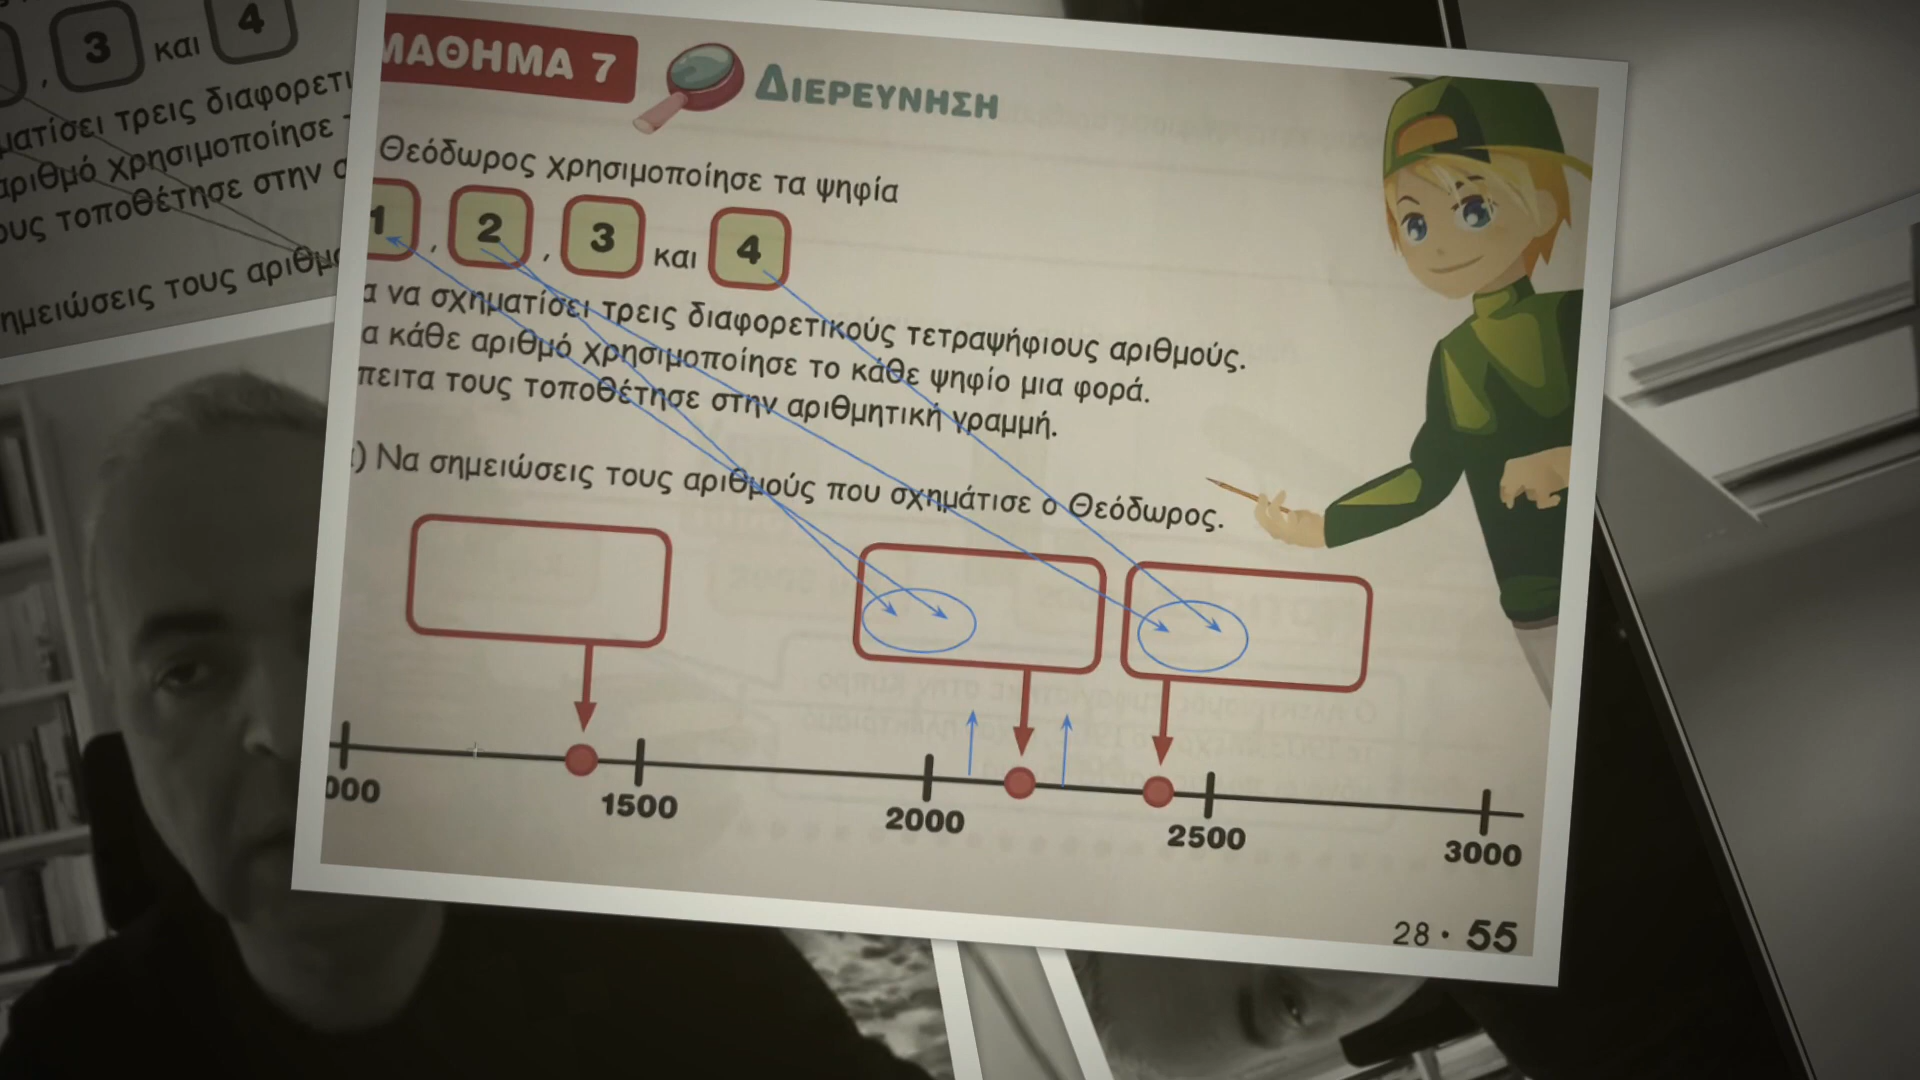 3 και 4
ματίσει τρεις διαφορετι
αριθμό χρησιμοποίησε
ους τοποθέτησε στην α
ημειώσεις τους αριθμο
ΜΑΘΗΜΑ 7
ΔΙΕΡΕΥΝΗΣΗ
Θεόδωρος χρησιμοποίησε τα ψηφία
1 , 2 , 3 και 4
α να σχηματίσει τρεις διαφορετικούς τετραψήφιους αριθμούς.
α κάθε αριθμό χρησιμοποίησε το κάθε ψηφίο μια φορά.
πειτα τους τοποθέτησε στην αριθμητική γραμμή.
) Να σημειώσεις τους αριθμούς που σχημάτισε ο Θεόδωρος.
000 1500 2000 2500 3000
28 · 55